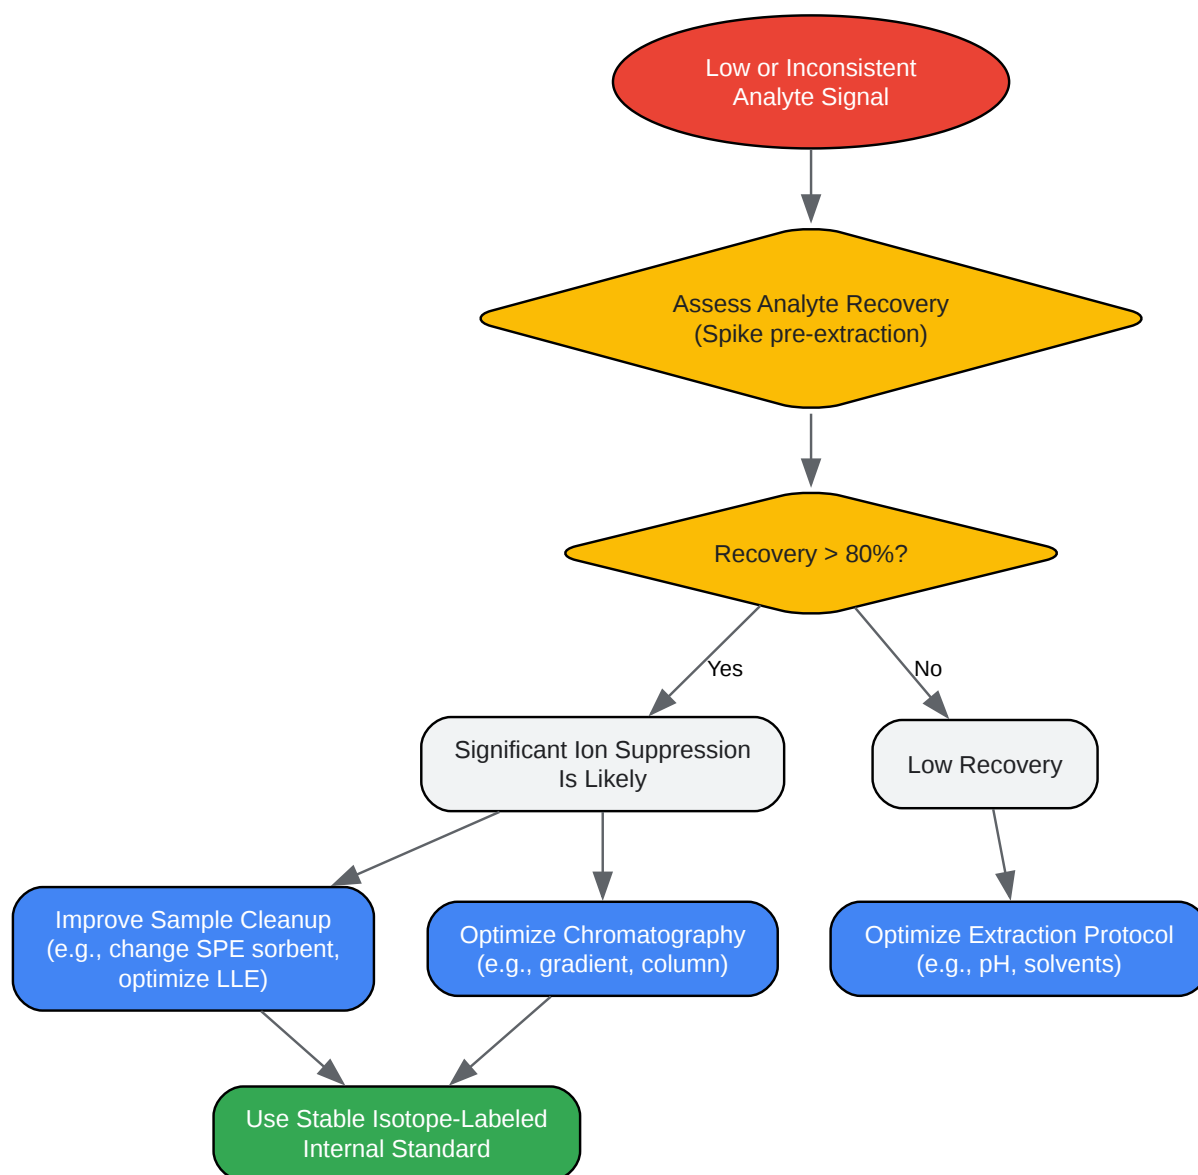 Low or Inconsistent
Analyte Signal
Assess Analyte Recovery
(Spike pre-extraction)
Recovery > 80%?
Yes
No
Significant Ion Suppression
Is Likely
Low Recovery
Improve Sample Cleanup
(e.g., change SPE sorbent,
optimize LLE)
Optimize Chromatography
(e.g., gradient, column)
Optimize Extraction Protocol
(e.g., pH, solvents)
Use Stable Isotope-Labeled
Internal Standard